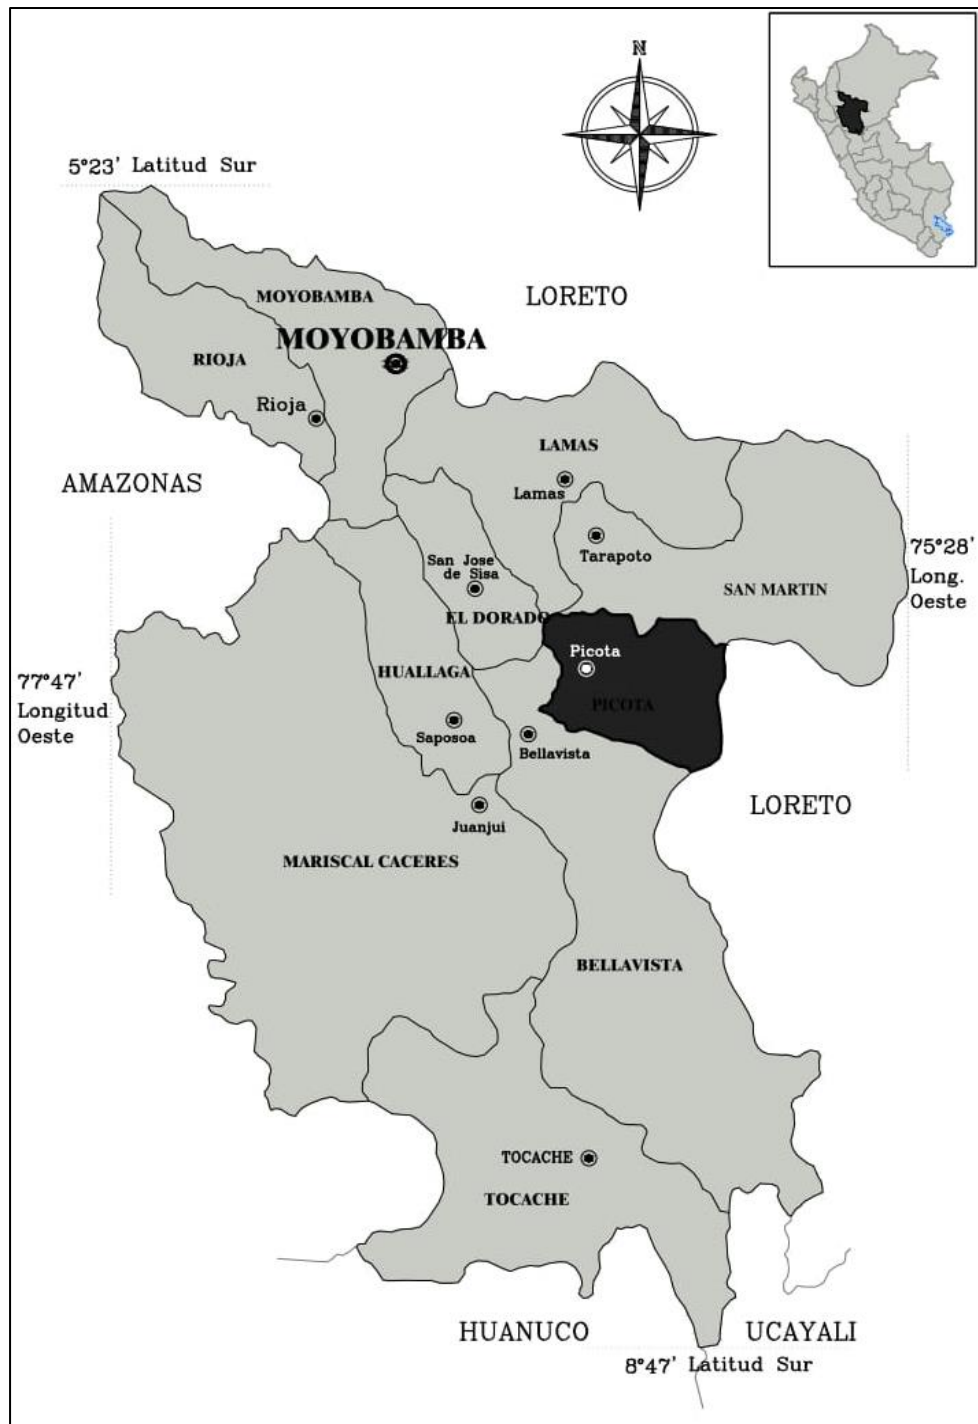 N
5°23' Latitud Sur
LORETO
MOYOBAMBA
MOYOBAMBA
RIOJA
Rioja
LAMAS
AMAZONAS
Lamas
Tarapoto
75°28'
Long.
Oeste
San Jose
de Sisa
SAN MARTIN
EL DORADO
Picota
HUALLAGA
77°47'
Longitud
Oeste
PICOTA
Saposoa
Bellavista
LORETO
Juanjui
MARISCAL CACERES
BELLAVISTA
TOCACHE
TOCACHE
HUANUCO
UCAYALI
8°47' Latitud Sur